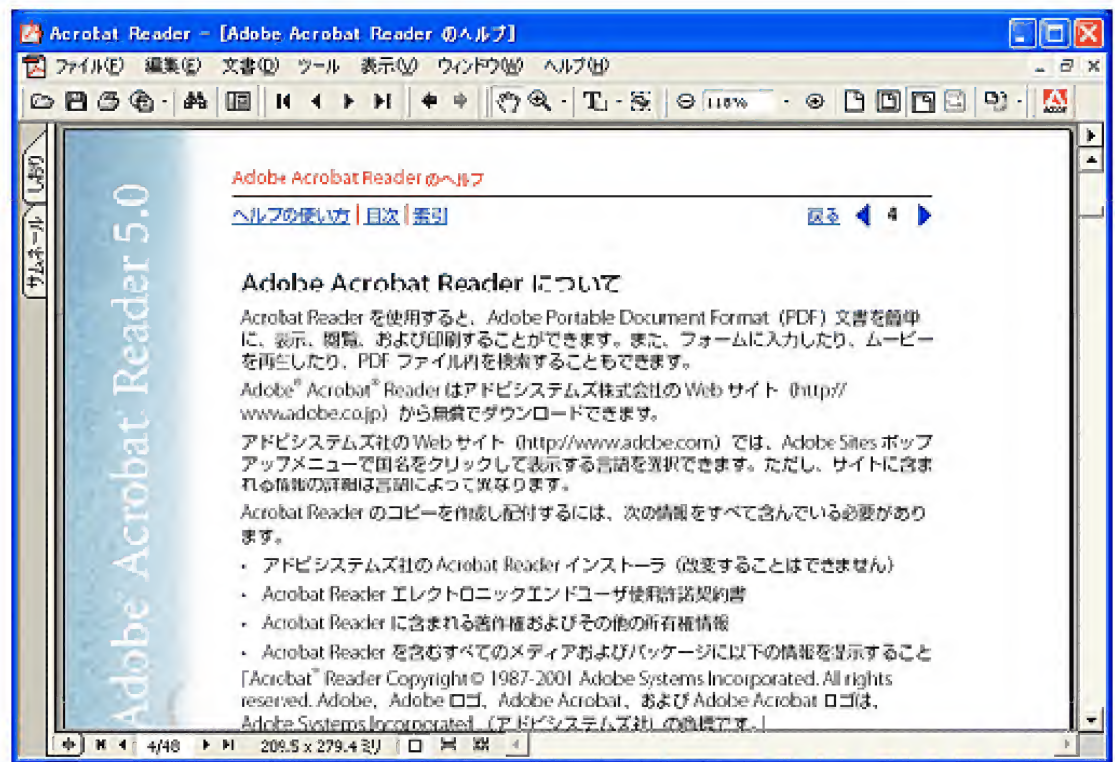 Acrobat Reader - [Adobe Acrobat Reader のヘルプ]
ファイル(F) 編集(E) 文書(D) ツール 表示(V) ウィンドウ(W) ヘルプ(H)
118%
Adobe
しおり
サムネール
Adobe Acrobat Reader 5.0
Adobe Acrobat Reader のヘルプ
ヘルプの使い方 | 目次 | 索引
戻る 4
Adobe Acrobat Reader について
Acrobat Reader を使用すると、Adobe Portable Document Format（PDF）文書を簡単
に、表示、閲覧、および印刷することができます。また、フォームに入力したり、ムービー
を再生したり、PDF ファイル内を検索することもできます。
Adobe® Acrobat® Reader はアドビシステムズ株式会社の Web サイト（http://
www.adobe.co.jp）から無償でダウンロードできます。
アドビシステムズ社の Web サイト（http://www.adobe.com）では、Adobe Sites ポップ
アップメニューで国名をクリックして表示する言語を選択できます。ただし、サイトに含ま
れる情報の詳細は言語によって異なります。
Acrobat Reader のコピーを作成し配付するには、次の情報をすべて含んでいる必要があり
ます。
• アドビシステムズ社の Acrobat Reader インストーラ（改変することはできません）
• Acrobat Reader エレクトロニックエンドユーザ使用許諾契約書
• Acrobat Reader に含まれる著作権およびその他の所有権情報
• Acrobat Reader を含むすべてのメディアおよびパッケージに以下の情報を提示すること
「Acrobat® Reader Copyright © 1987-2001 Adobe Systems Incorporated. All rights
reserved. Adobe、Adobe ロゴ、Adobe Acrobat、および Adobe Acrobat ロゴは、
Adobe Systems Incorporated （アドビシステムズ社）の商標です。」
4/48 209.5 x 279.4 ミリ